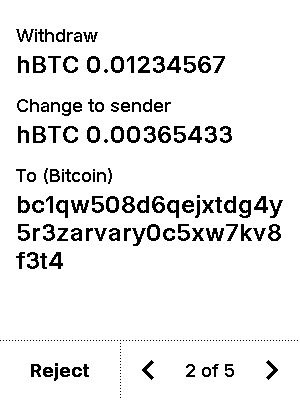 Withdraw
hBTC 0.01234567
Change to sender
hBTC 0.00365433
To (Bitcoin)
bc1qw508d6qejxtdg4y
5r3zarvary0c5xw7kv8
f3t4
Reject
2 of 5